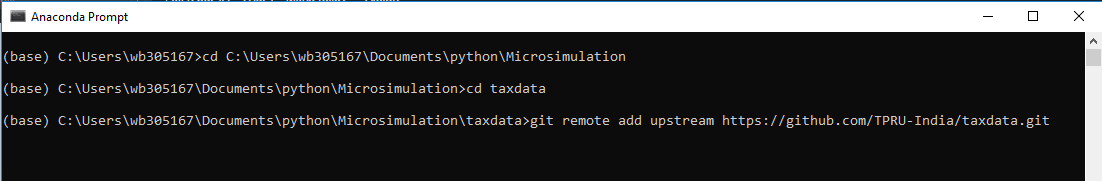 Anaconda Prompt
(base) C:\Users\wb305167>cd C:\Users\wb305167\Documents\python\Microsimulation
(base) C:\Users\wb305167\Documents\python\Microsimulation>cd taxdata
(base) C:\Users\wb305167\Documents\python\Microsimulation\taxdata>git remote add upstream https://github.com/TPRU-India/taxdata.git